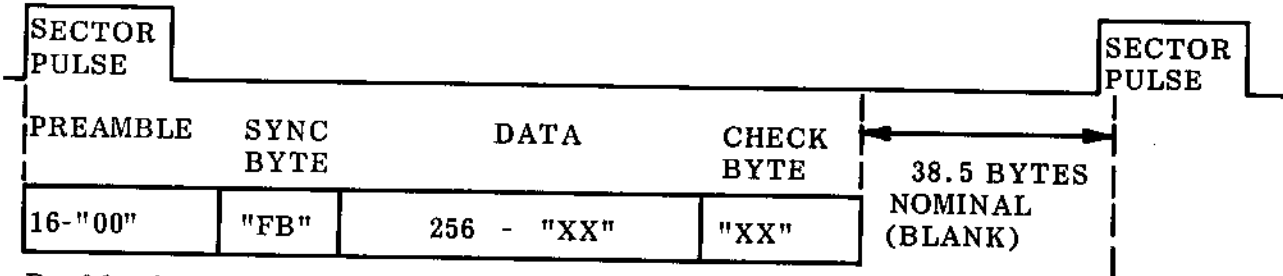 SECTOR
PULSE
SECTOR
PULSE
PREAMBLE
SYNC
BYTE
DATA
CHECK
BYTE
38.5 BYTES
NOMINAL
(BLANK)
16-"00"
"FB"
256 - "XX"
"XX"